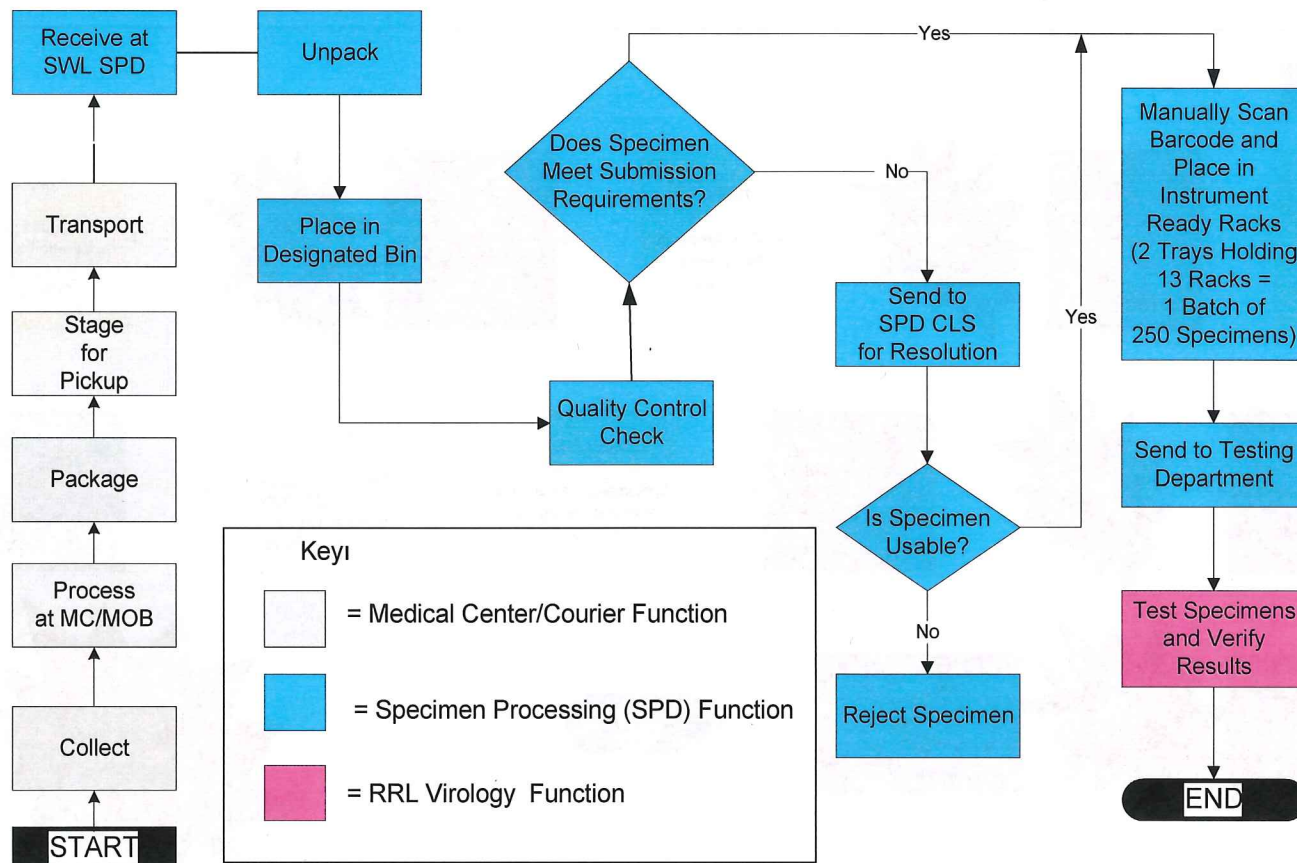 START
Collect
Process
at MC/MOB
Package
Stage
for
Pickup
Transport
Receive at
SWL SPD
Unpack
Place in
Designated Bin
Quality Control
Check
Does Specimen
Meet Submission
Requirements?
Yes
No
Send to
SPD CLS
for Resolution
Is Specimen
Usable?
Yes
No
Reject Specimen
Manually Scan
Barcode and
Place in
Instrument
Ready Racks
(2 Trays Holding
13 Racks =
1 Batch of
250 Specimens)
Send to Testing
Department
Test Specimens
and Verify
Results
END
Keyı
= Medical Center/Courier Function
= Specimen Processing (SPD) Function
= RRL Virology Function